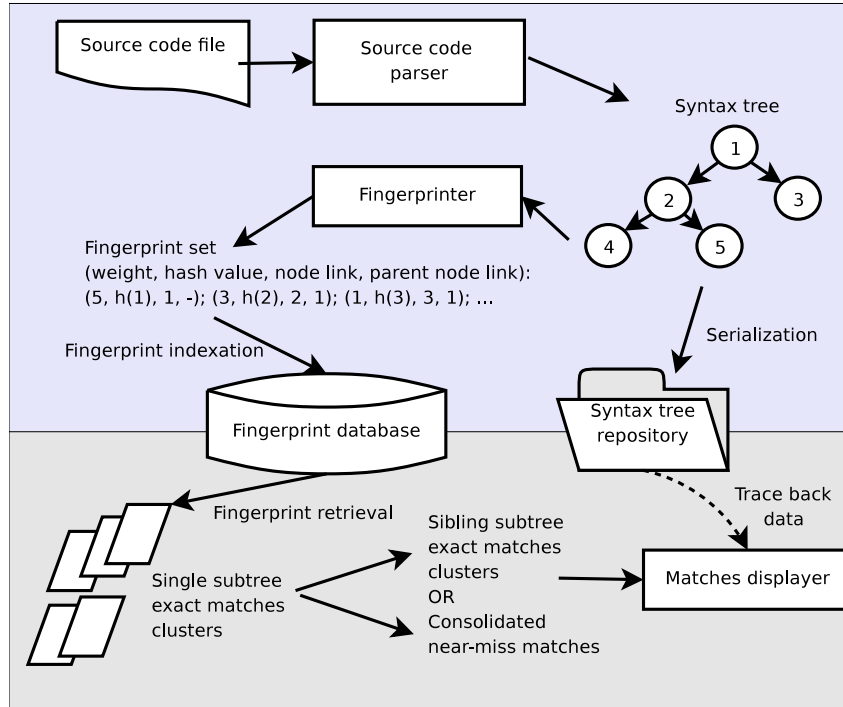 Source code file
Source code
parser
Syntax tree
1
2
3
4
5
Fingerprinter
Fingerprint set
(weight, hash value, node link, parent node link):
(5, h(1), 1, -); (3, h(2), 2, 1); (1, h(3), 3, 1); ...
Fingerprint indexation
Serialization
Fingerprint database
Syntax tree
repository
Fingerprint retrieval
Trace back
data
Single subtree
exact matches
clusters
Sibling subtree
exact matches
clusters
OR
Consolidated
near-miss matches
Matches displayer